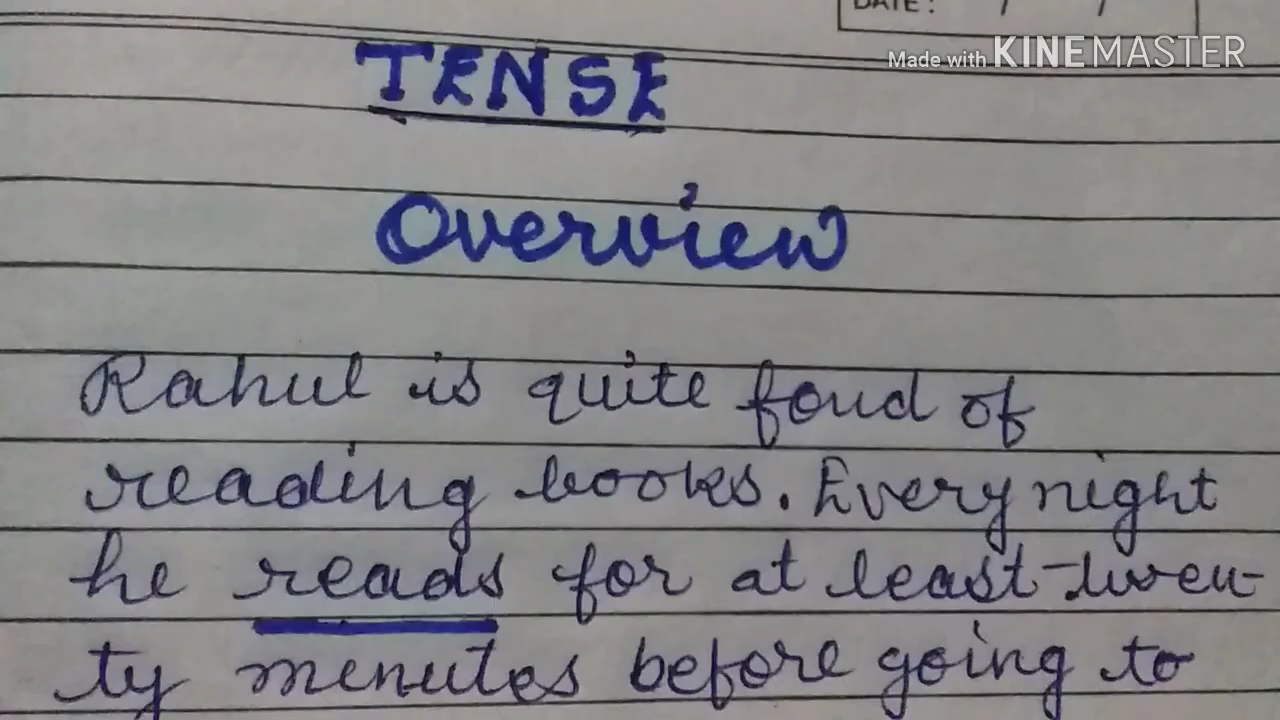 DATE: / /
Made with KINEMASTER
TENSE
Overview
Rahul is quite fond of
reading books. Every night
he reads for at least twen-
ty minutes before going to